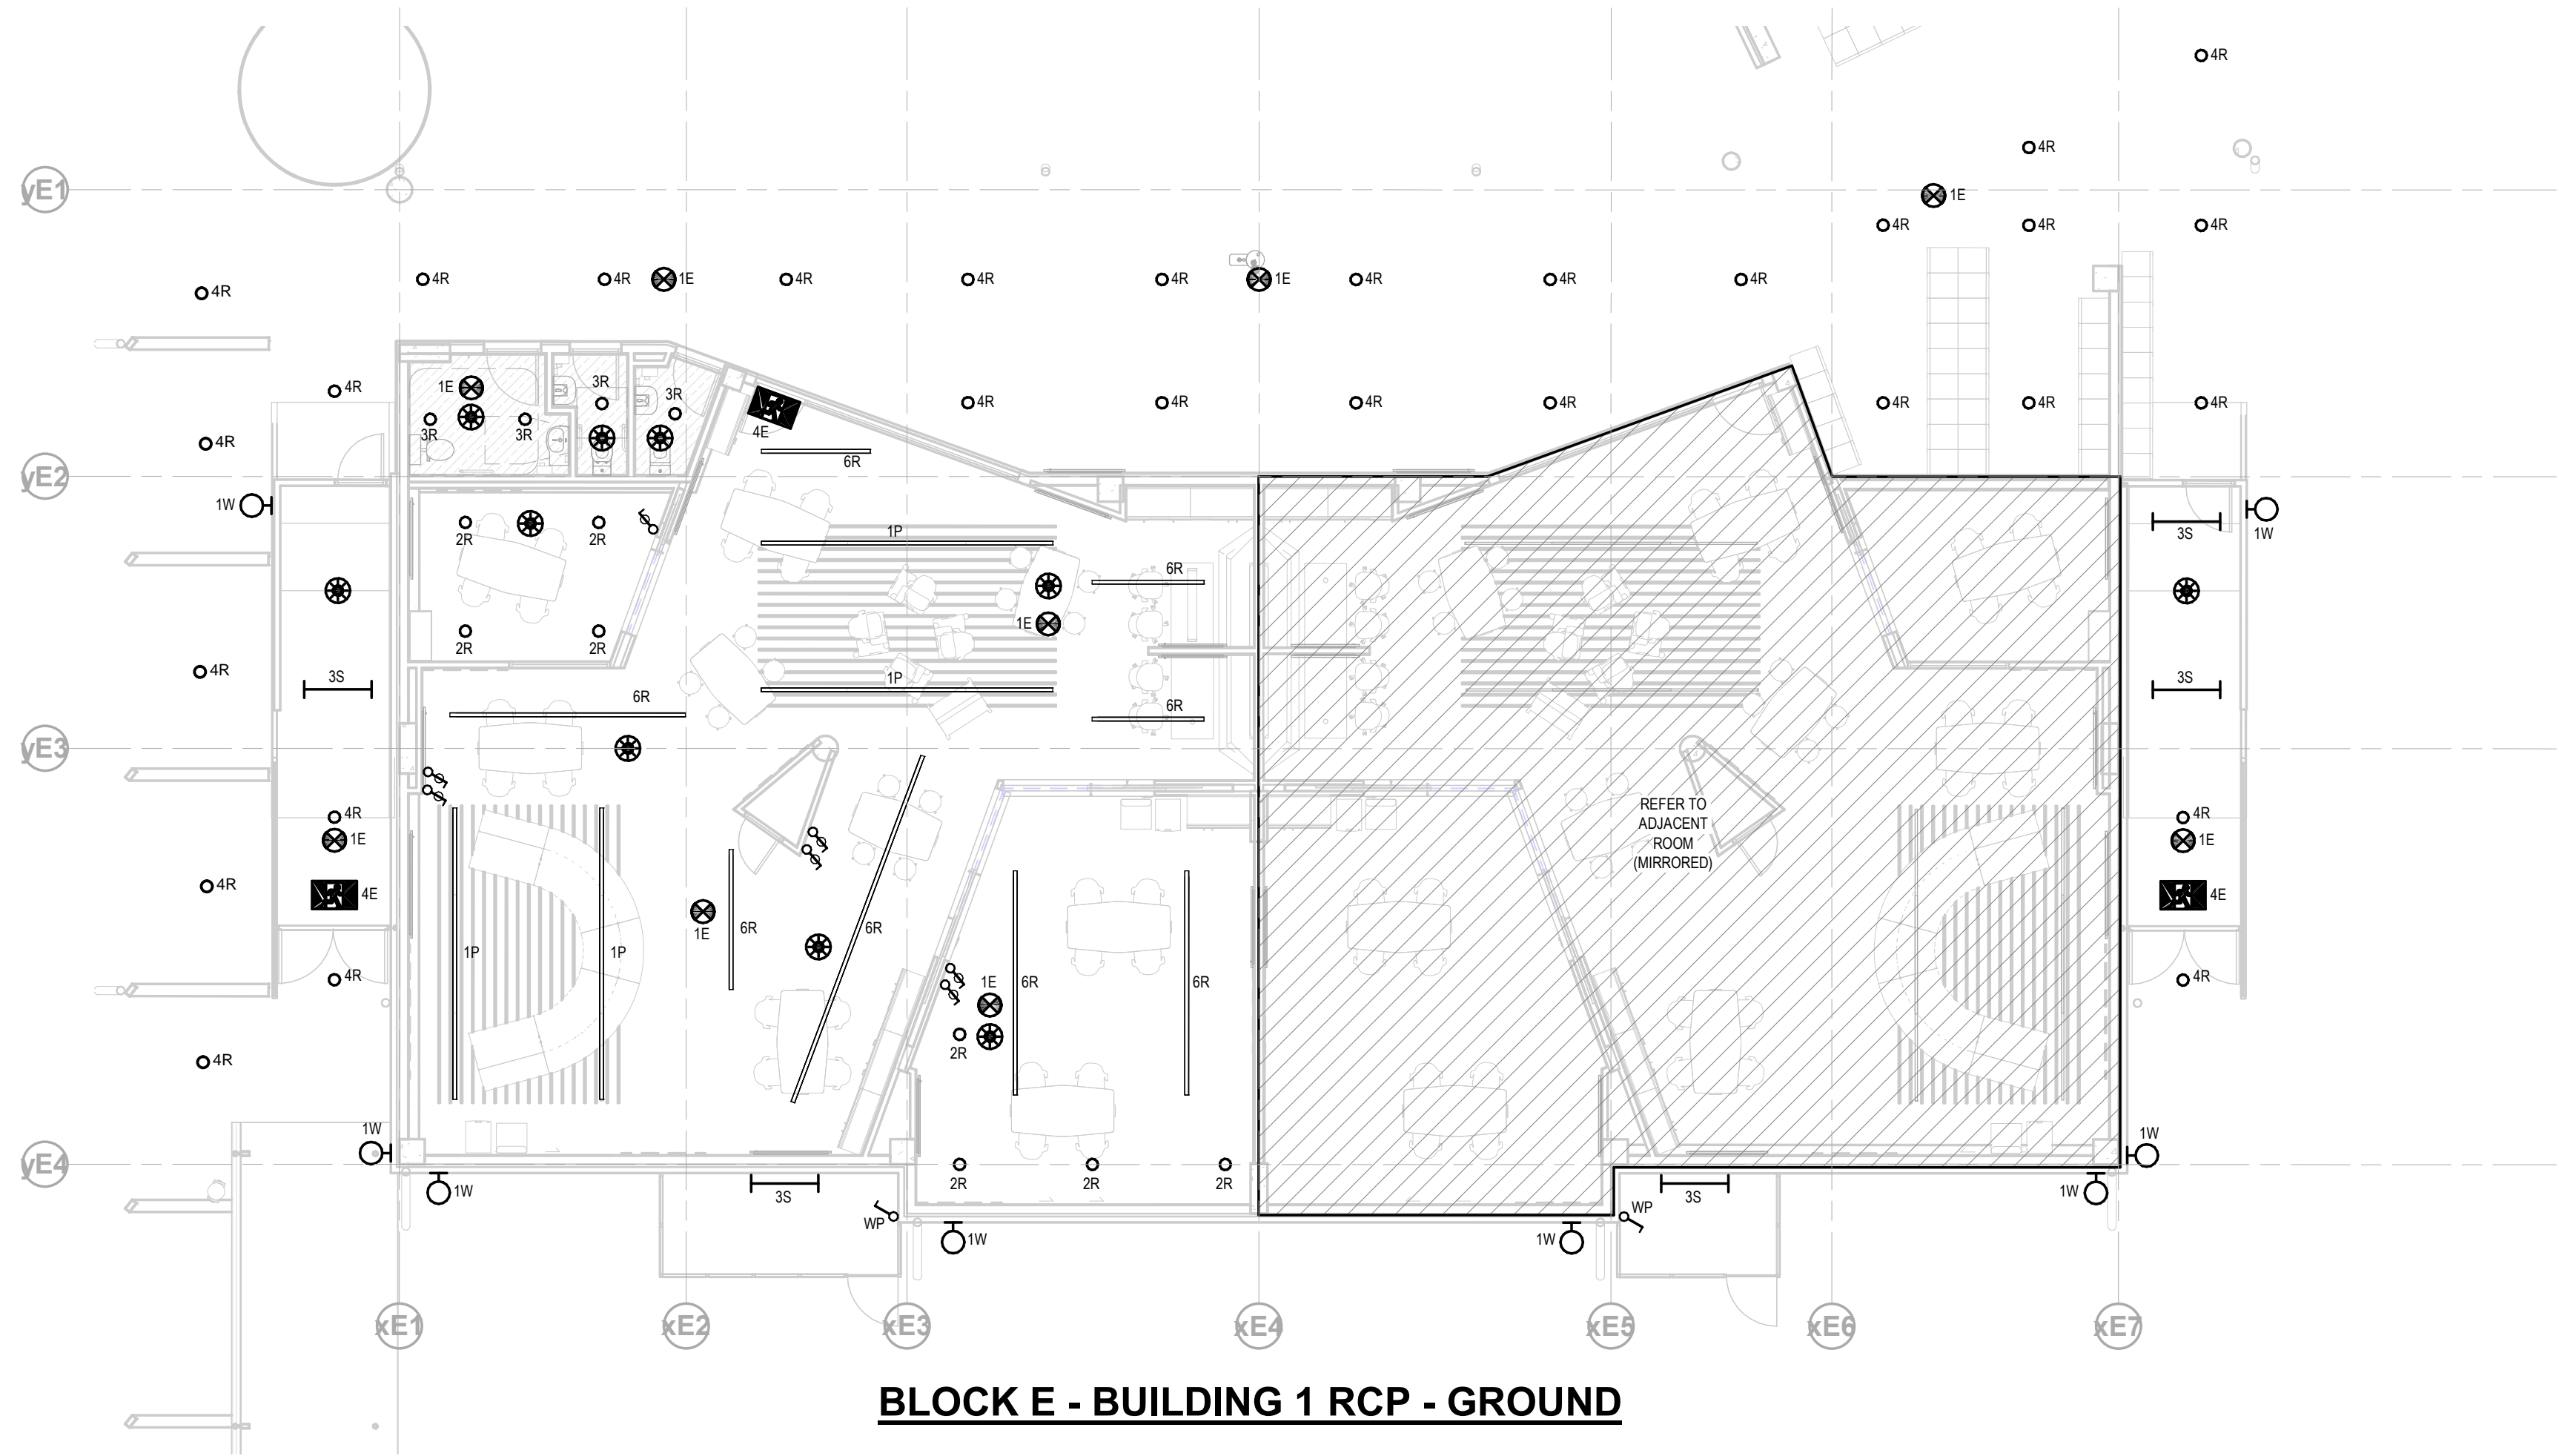 4R
4R
yE1
1E
4R 4R 4R
4R 4R 1E 4R 4R 4R 1E 4R 4R 4R
4R
4R 1E 3R 3R
4R 4R 4R 4R 4R 4R 4R
3R 3R 4E
4R
6R
yE2
1W 1P 3S 1W
2R 2R
6R
1E
2R 2R
4R 3S 1P 3S
6R 6R
yE3
REFER TO
ADJACENT
ROOM
(MIRRORED)
4R 4R
1E 1E
4R 4E 4E
1E 6R 6R
1P 1P
4R 1E 6R 6R 4R
2R
4R
1W 1W
yE4
1W 3S 2R 2R 2R 3S 1W
WP WP
1W 1W
xE1 xE2 xE3 xE4 xE5 xE6 xE7
BLOCK E - BUILDING 1 RCP - GROUND